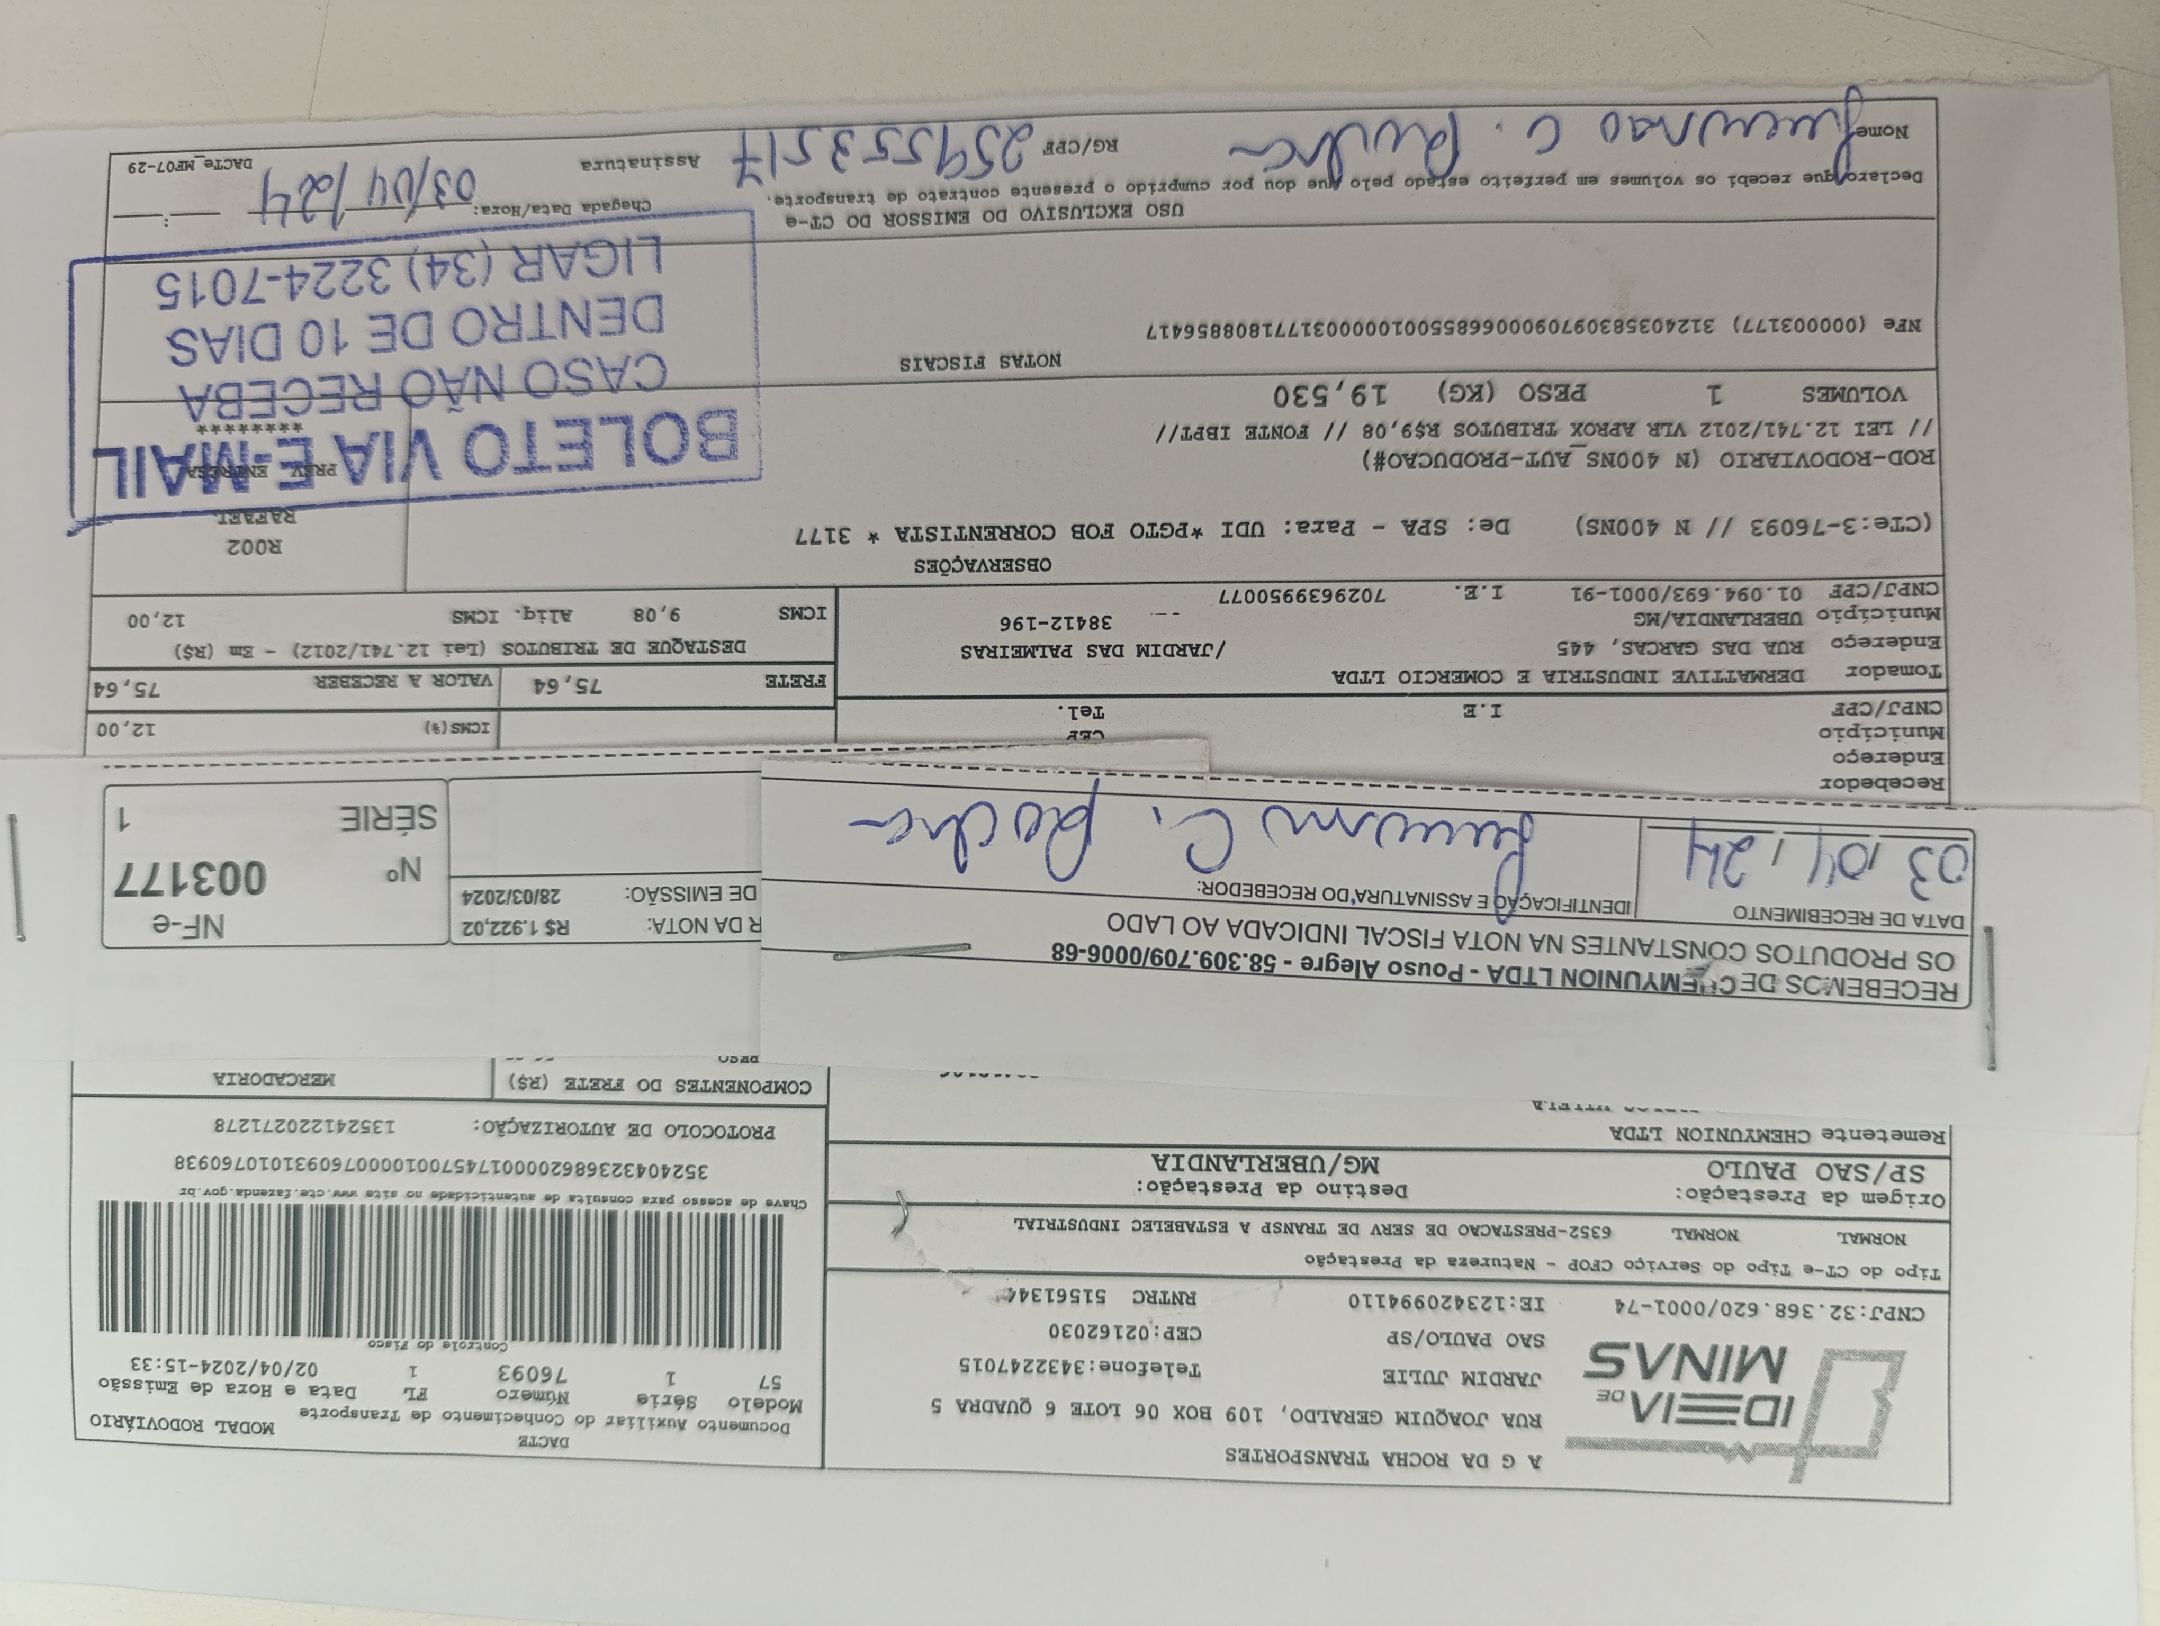 IDEIA DE
MINAS
A G DA ROCHA TRANSPORTES
RUA JOAQUIM GERALDO, 109 BOX 06 LOTE 6 QUADRA 5
JARDIM JULIE Telefone:3432247015
SAO PAULO/SP CEP:02162030
CNPJ:32.368.620/0001-74 IE:123420994110 RNTRC 51561344
DACTE
Documento Auxiliar do Conhecimento de Transporte MODAL RODOVIÁRIO
Modelo Série Número FL Data e Hora de Emissão
57 1 76093 1 02/04/2024-15:33
Controle do Fisco
Chave de acesso para consulta de autenticidade no site www.cte.fazenda.gov.br
35240432368620000174570010000760931010760938
PROTOCOLO DE AUTORIZAÇÃO: 135241220271278
Tipo do CT-e Tipo do Serviço CFOP - Natureza da Prestação
NORMAL NORMAL 6352-PRESTACAO DE SERV DE TRANSP A ESTABELEC INDUSTRIAL
Origem da Prestação: Destino da Prestação:
SP/SAO PAULO MG/UBERLANDIA
Remetente CHEMYUNION LTDA
COMPONENTES DO FRETE (R$) MERCADORIA
PESO
RECEBEMOS DE CHEMYUNION LTDA - Pouso Alegre - 58.309.709/0006-68
OS PRODUTOS CONSTANTES NA NOTA FISCAL INDICADA AO LADO
DATA DE RECEBIMENTO IDENTIFICAÇÃO E ASSINATURA DO RECEBEDOR:
03/04/24 C. Rocha
R DA NOTA: R$ 1.922,02
DE EMISSÃO: 28/03/2024
NF-e
Nº 003177
SÉRIE 1
Recebedor
Endereço
Município CEP
CNPJ/CPF I.E Tel.
ICMS(%) 12,00
Tomador DERMATTIVE INDUSTRIA E COMERCIO LTDA
Endereço RUA DAS GARCAS, 445 /JARDIM DAS PALMEIRAS
Município UBERLANDIA/MG 38412-196
CNPJ/CPF 01.094.693/0001-91 I.E. 7029639950077
FRETE 75,64 VALOR A RECEBER 75,64
DESTAQUE DE TRIBUTOS (Lei 12.741/2012) - Em (R$)
ICMS 9,08 Aliq. ICMS 12,00
OBSERVAÇÕES
(CTe:3-76093 // N 400NS) De: SPA - Para: UDI *PGTO FOB CORRENTISTA * 3177
ROD-RODOVIARIO (N 400NS_AUT-PRODUCAO#)
// LEI 12.741/2012 VLR APROX TRIBUTOS R$9,08 // FONTE IBPT//
R002
RAFAEL
PREV ENTREGA
********
VOLUMES 1 PESO (KG) 19,530
BOLETO VIA E-MAIL
CASO NÃO RECEBA
DENTRO DE 10 DIAS
LIGAR (34) 3224-7015
NOTAS FISCAIS
NFe (000003177) 31240358309709000668550010000031771808856417
USO EXCLUSIVO DO EMISSOR DO CT-e
Declaro que recebi os volumes em perfeito estado pelo que dou por cumprido o presente contrato de transporte.
Chegada Data/Hora: 03/04/24 __:__
Nome C. RG/CPF 259553517 Assinatura
DACTe_MF07-29